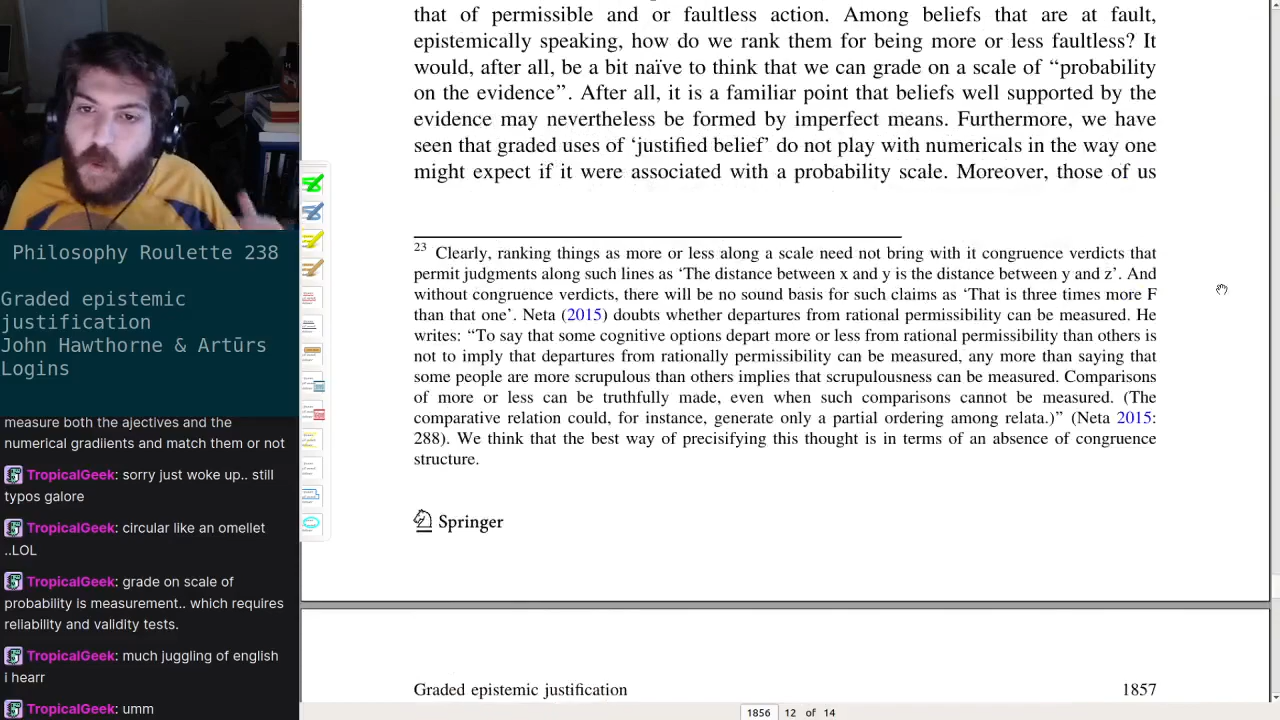 that of permissible and or faultless action. Among beliefs that are at fault,
epistemically speaking, how do we rank them for being more or less faultless? It
would, after all, be a bit naïve to think that we can grade on a scale of “probability
on the evidence”. After all, it is a familiar point that beliefs well supported by the
evidence may nevertheless be formed by imperfect means. Furthermore, we have
seen that graded uses of ‘justified belief’ do not play with numericals in the way one
might expect if it were associated with a probability scale. Moreover, those of us
23 Clearly, ranking things as more or less along a scale need not bring with it congruence verdicts that
permit judgments along such lines as ‘The distance between x and y is the distance between y and z’. And
without congruence verdicts, there will be no sound basis for such claims as ‘That is three times more F
than that one’. Neta (2015) doubts whether departures from rational permissibility can be measured. He
writes: “To say that some cognitive options depart more or less from rational permissibility than others is
not to imply that departures from rationally permissibility can be measured, any more than to say that
some people are more scrupulous than others implies that scrupulousness can be measured. Comparisons
of more or less can be truthfully made, even when such comparisons cannot be measured. (The
comparative relation could, for instance, generate only a partial ordering among options.)” (Neta 2015:
288). We think that the best way of precisifying this thought is in terms of an absence of congruence
structure.
Springer
Graded epistemic justification 1857
1856 12 of 14
Philosophy Roulette 238
Graded epistemic
justification
John Hawthorne & Artūrs
Logins
measure both the ajectives and the
numerical gradients and match them or not
TropicalGeek: sorry just woke up.. still
typos galore
TropicalGeek: circular like an omellet
..LOL
TropicalGeek: grade on scale of
probability is measurement.. which requires
reliability and validity tests.
TropicalGeek: much juggling of english
i hearr
TropicalGeek: umm